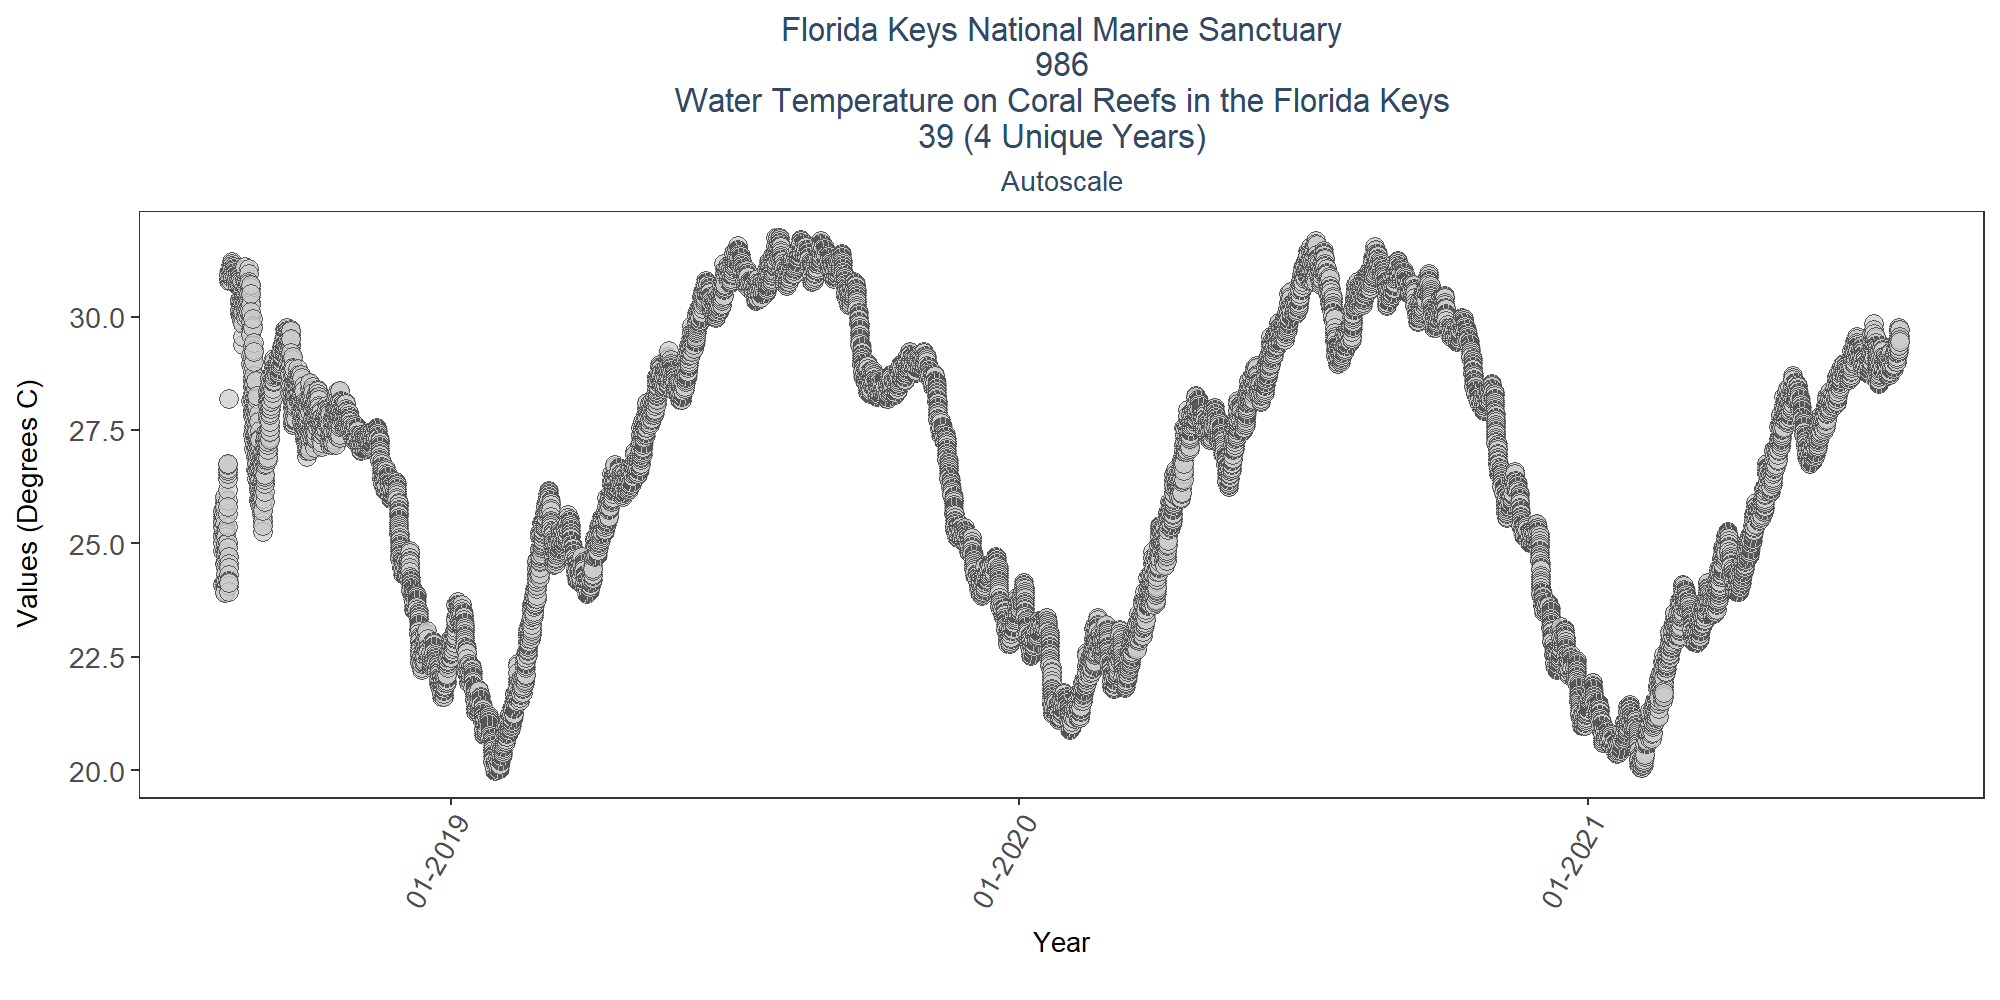 Florida Keys National Marine Sanctuary
986
Water Temperature on Coral Reefs in the Florida Keys
39 (4 Unique Years)
Autoscale
Values (Degrees C)
30.0
27.5
25.0
22.5
20.0
01-2019
01-2020
01-2021
Year